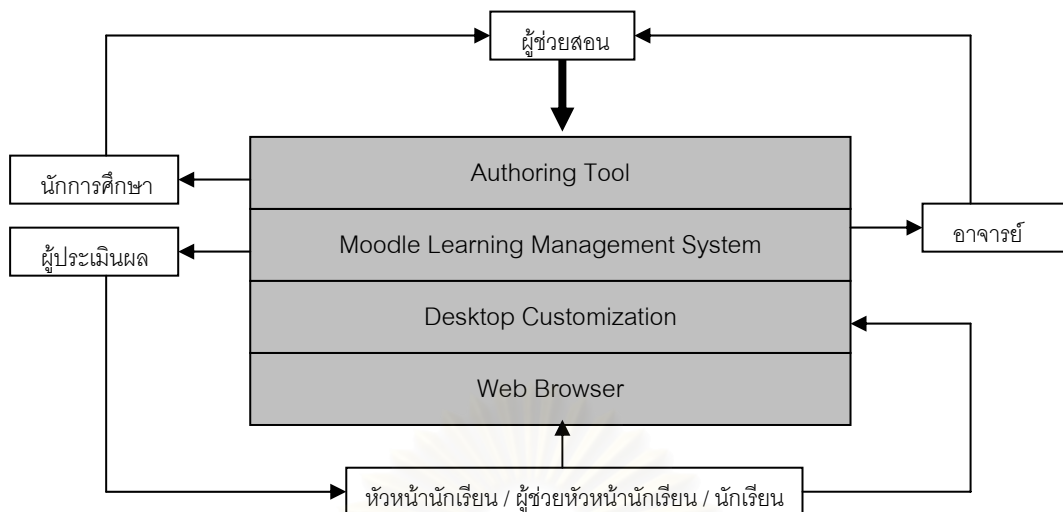 ผู้ช่วยสอน
Authoring Tool
นักการศึกษา
Moodle Learning Management System
อาจารย์
ผู้ประเมินผล
Desktop Customization
Web Browser
หัวหน้านักเรียน / ผู้ช่วยหัวหน้านักเรียน / นักเรียน